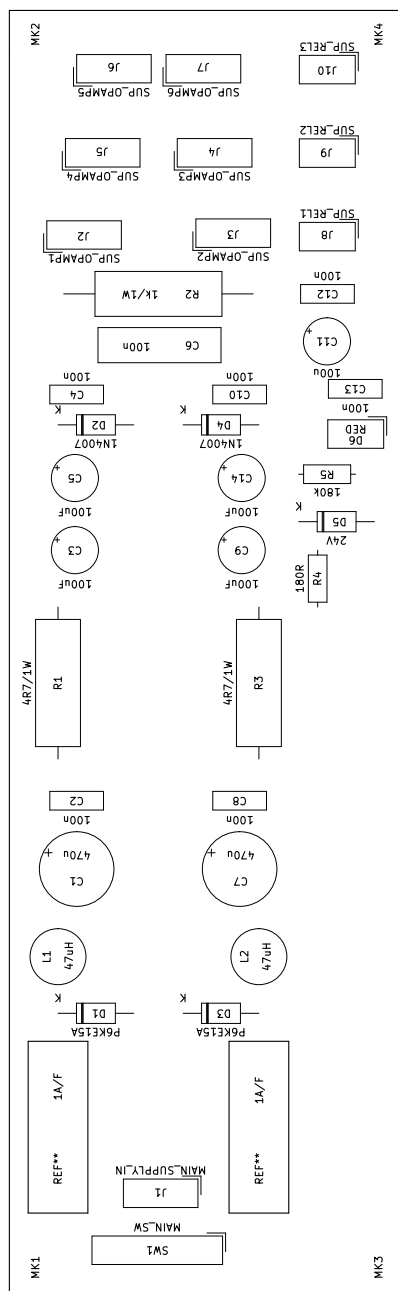 MK2
MK4
J6
SUP_OPAMP5
J7
SUP_OPAMP6
SUP_REL3
J10
J5
SUP_OPAMP4
J4
SUP_OPAMP3
SUP_REL2
J9
J2
SUP_OPAMP1
J3
SUP_OPAMP2
SUP_REL1
J8
1k/1W
R2
100n
C12
100n
C6
C11
100u
100n
C4
100n
C10
C13
100n
K
D2
1N4007
K
D4
1N4007
RED
D6
C5
100uF
C14
100uF
R5
180k
K
D5
24V
C3
100uF
C9
100uF
180R
R4
4R7/1W
R1
4R7/1W
R3
C2
100n
C8
100n
470u
C1
470u
C7
L1
47uH
L2
47uH
K
D1
P6KE15A
K
D3
P6KE15A
1A/F
REF**
1A/F
REF**
MAIN_SUPPLY_IN
J1
MAIN_SW
SW1
MK1
MK3